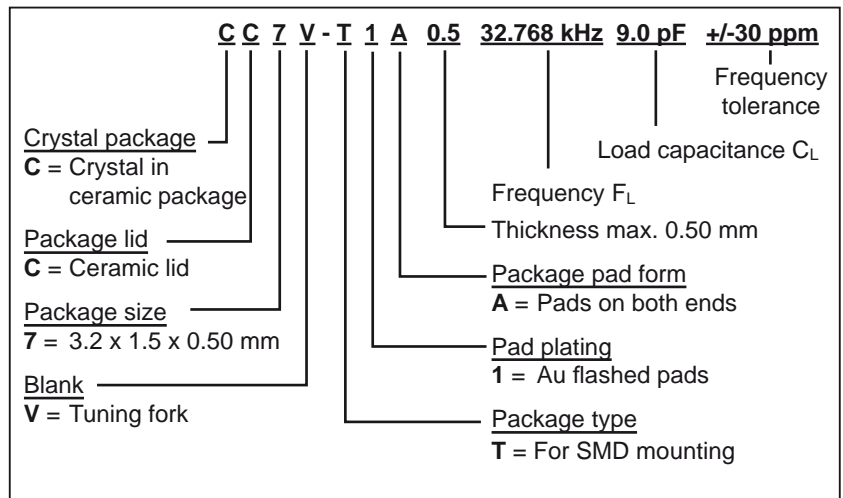 C C 7 V - T 1 A 0.5 32.768 kHz 9.0 pF +/-30 ppm
Frequency
tolerance
Load capacitance CL
Frequency FL
Thickness max. 0.50 mm
Package pad form
A = Pads on both ends
Pad plating
1 = Au flashed pads
Package type
T = For SMD mounting
Crystal package
C = Crystal in
ceramic package
Package lid
C = Ceramic lid
Package size
7 = 3.2 x 1.5 x 0.50 mm
Blank
V = Tuning fork